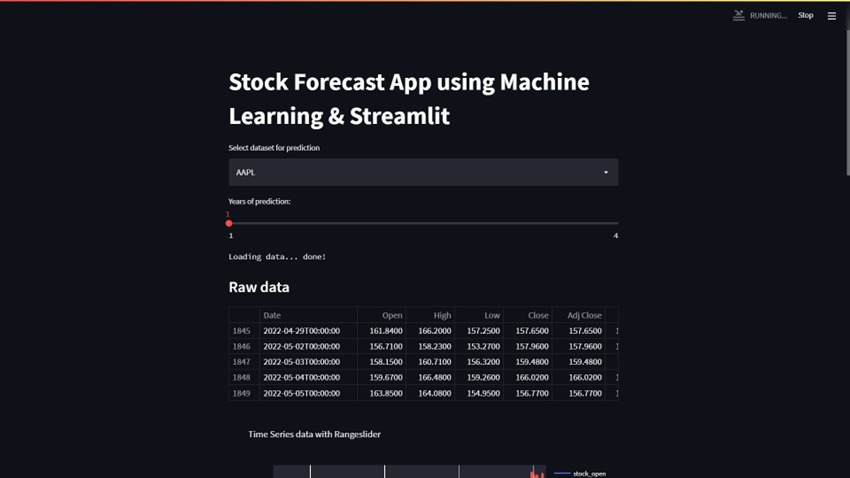 RUNNING... Stop
Stock Forecast App using Machine
Learning & Streamlit
Select dataset for prediction
AAPL
Years of prediction:
1
1 4
Loading data... done!
Raw data
Date Open High Low Close Adj Close
1845 2022-04-29T00:00:00 161.8400 166.2000 157.2500 157.6500 157.6500 1
1846 2022-05-02T00:00:00 156.7100 158.2300 153.2700 157.9600 157.9600 1
1847 2022-05-03T00:00:00 158.1500 160.7100 156.3200 159.4800 159.4800
1848 2022-05-04T00:00:00 159.6700 166.4800 159.2600 166.0200 166.0200 1
1849 2022-05-05T00:00:00 163.8500 164.0800 154.9500 156.7700 156.7700 1
Time Series data with Rangeslider
stock_open